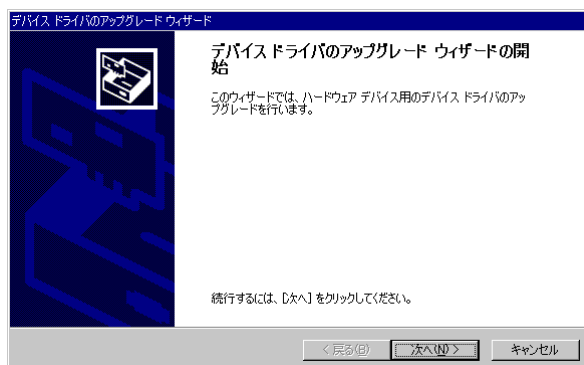 デバイス ドライバのアップグレード ウィザード
デバイス ドライバのアップグレード ウィザードの開
始
このウィザードでは、ハードウェア デバイス用のデバイス ドライバのアッ
プグレードを行います。
続行するには、[次へ] をクリックしてください。
< 戻る(B)
次へ(N) >
キャンセル